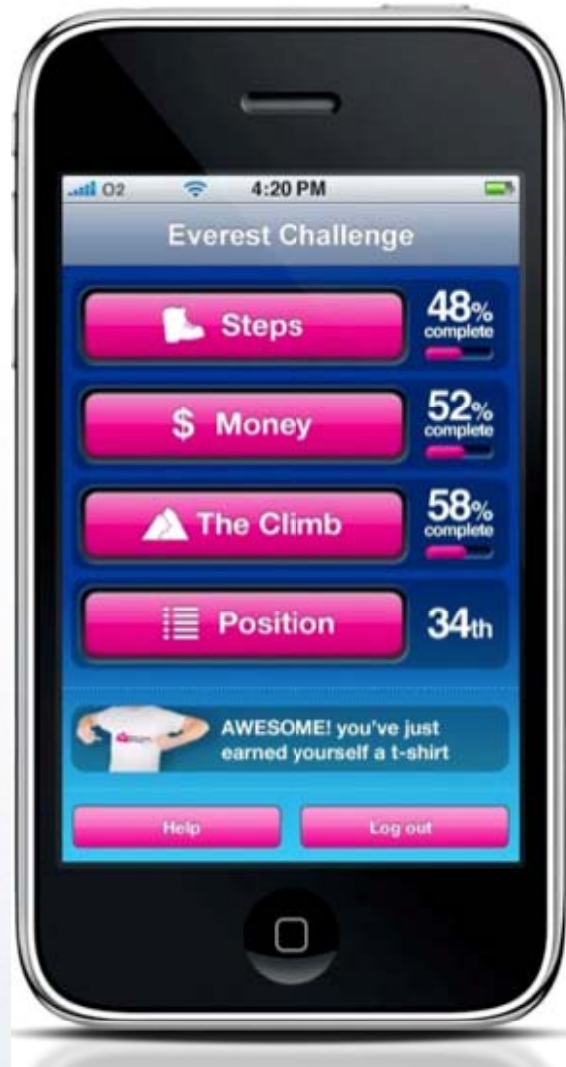 O2 4:20 PM
Everest Challenge
Steps
48%
complete
$ Money
52%
complete
The Climb
58%
complete
Position
34th
AWESOME! you've just
earned yourself a t-shirt
Help
Log out